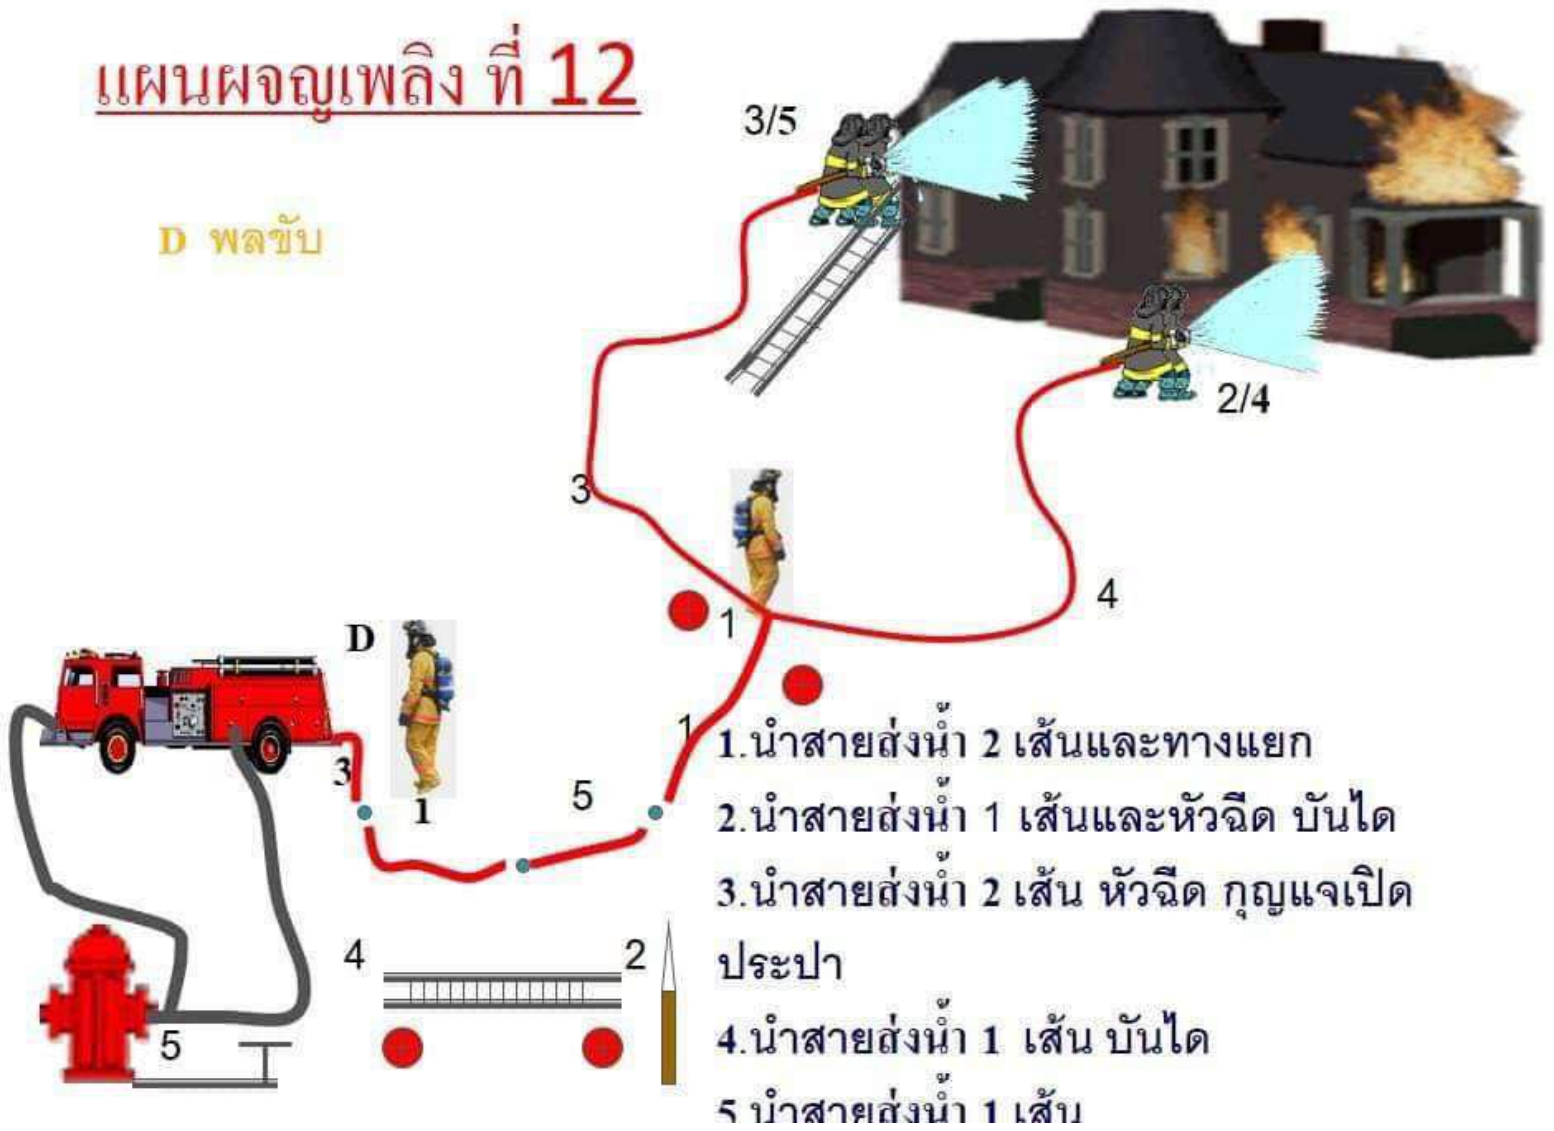 แผนผจญเพลิง ที่ 12
3/5
D พลขับ
2/4
3
4
1
D
1
3
5
1
1.นำสายส่งน้ำ 2 เส้นและทางแยก
2.นำสายส่งน้ำ 1 เส้นและหัวฉีด บันได
3.นำสายส่งน้ำ 2 เส้น หัวฉีด กุญแจเปิด
ประปา
4
2
4.นำสายส่งน้ำ 1 เส้น บันได
5
5.นำสายส่งน้ำ 1 เส้น